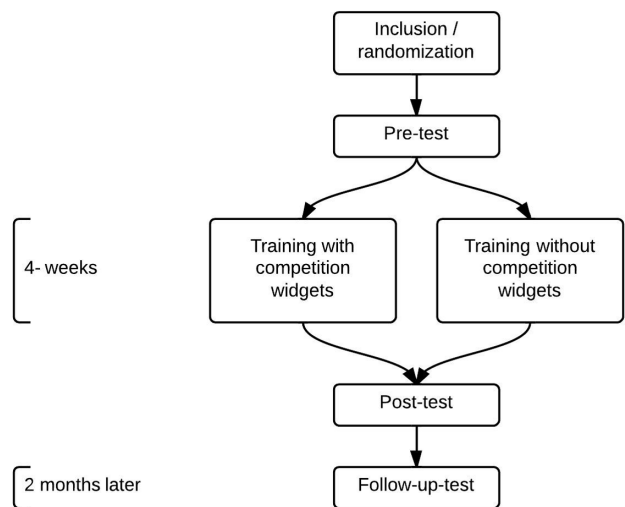 Inclusion /
randomization
Pre-test
4- weeks
Training with
competition
widgets
Training without
competition
widgets
Post-test
2 months later
Follow-up-test